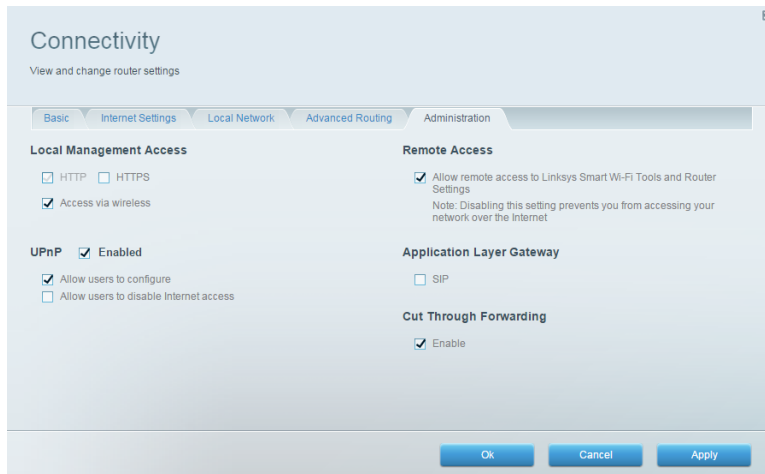 Connectivity
View and change router settings
Basic
Internet Settings
Local Network
Advanced Routing
Administration
Local Management Access
HTTP
HTTPS
Access via wireless
UPnP
Enabled
Allow users to configure
Allow users to disable Internet access
Remote Access
Allow remote access to Linksys Smart Wi-Fi Tools and Router
Settings
Note: Disabling this setting prevents you from accessing your
network over the Internet
Application Layer Gateway
SIP
Cut Through Forwarding
Enable
Ok
Cancel
Apply